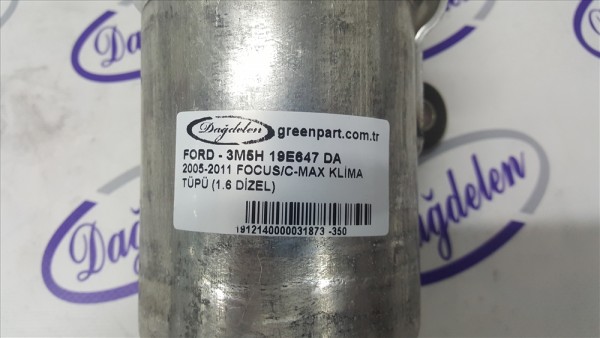 Dağdelen greenpart.com.tr
FORD - 3M5H 19E647 DA
2005-2011 FOCUS/C-MAX KLİMA
TÜPÜ (1.6 DİZEL)
1912140000031873 -350
Dağdelen
Dağdelen
Dağdelen